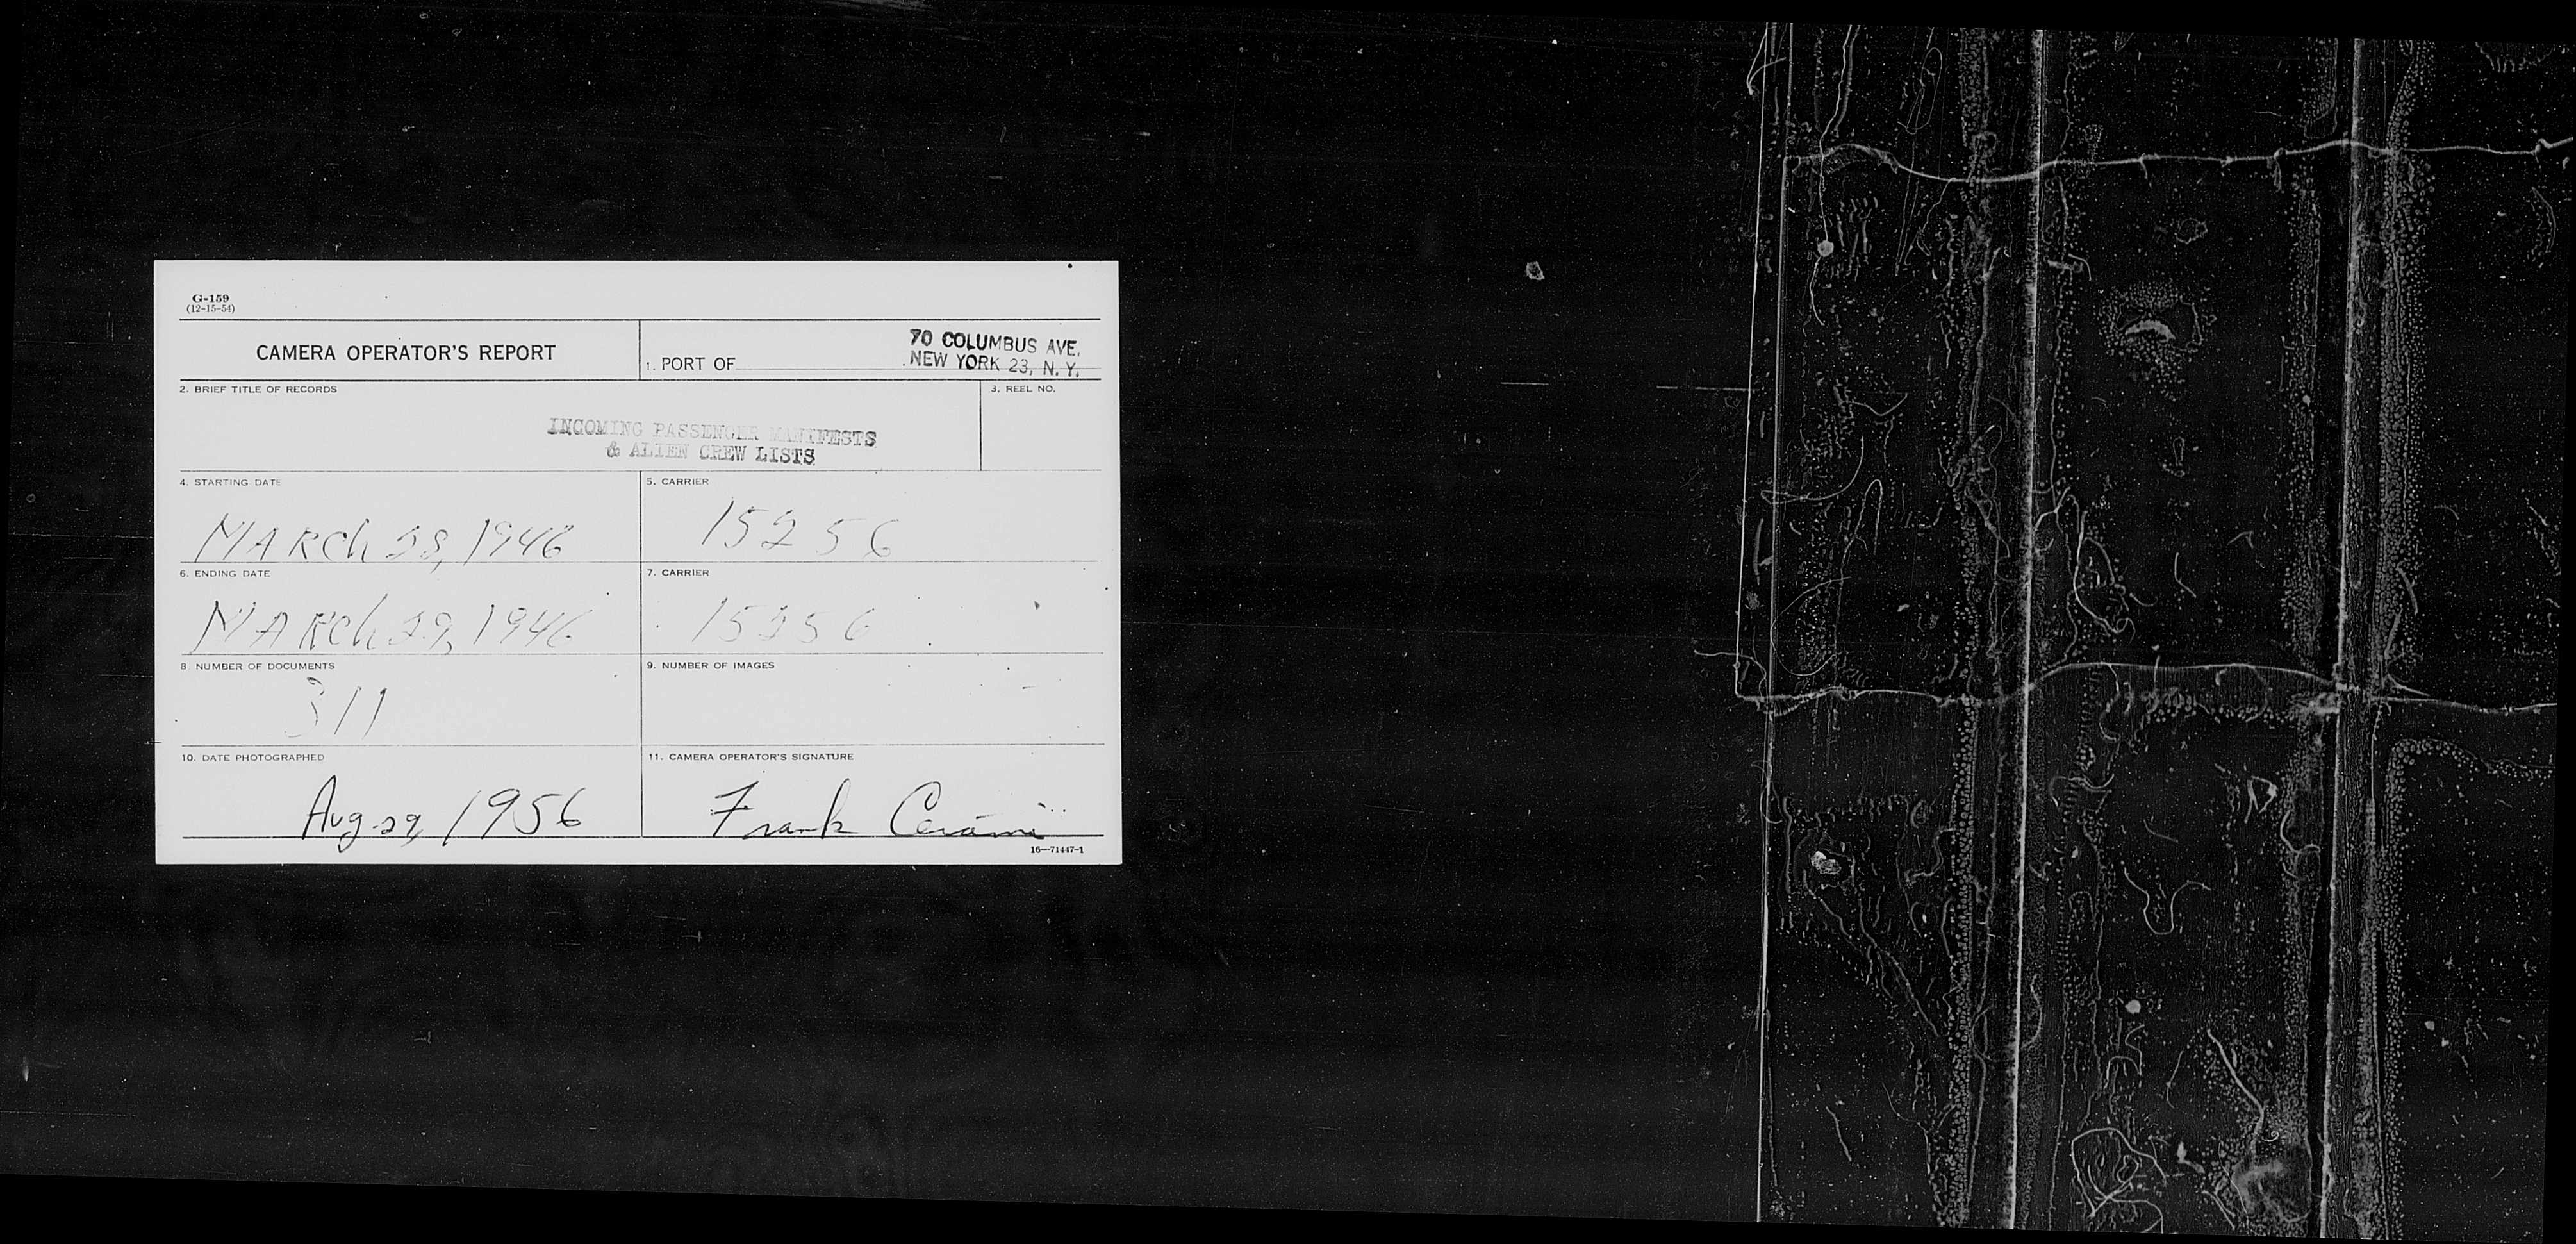 G-159
(12-15-54)
CAMERA OPERATOR'S REPORT
1. PORT OF
70 COLUMBUS AVE.
NEW YORK 23, N. Y.
2. BRIEF TITLE OF RECORDS
INCOMING PASSENGER MANIFESTS
& ALIEN CREW LISTS
3. REEL NO.
4. STARTING DATE
MARCh 28, 1946
5. CARRIER
15256
6. ENDING DATE
MARCh 29, 1946
7. CARRIER
15256
8. NUMBER OF DOCUMENTS
311
9. NUMBER OF IMAGES
10. DATE PHOTOGRAPHED
Aug. 29, 1956
11. CAMERA OPERATOR'S SIGNATURE
Frank Cerami
16—71447-1